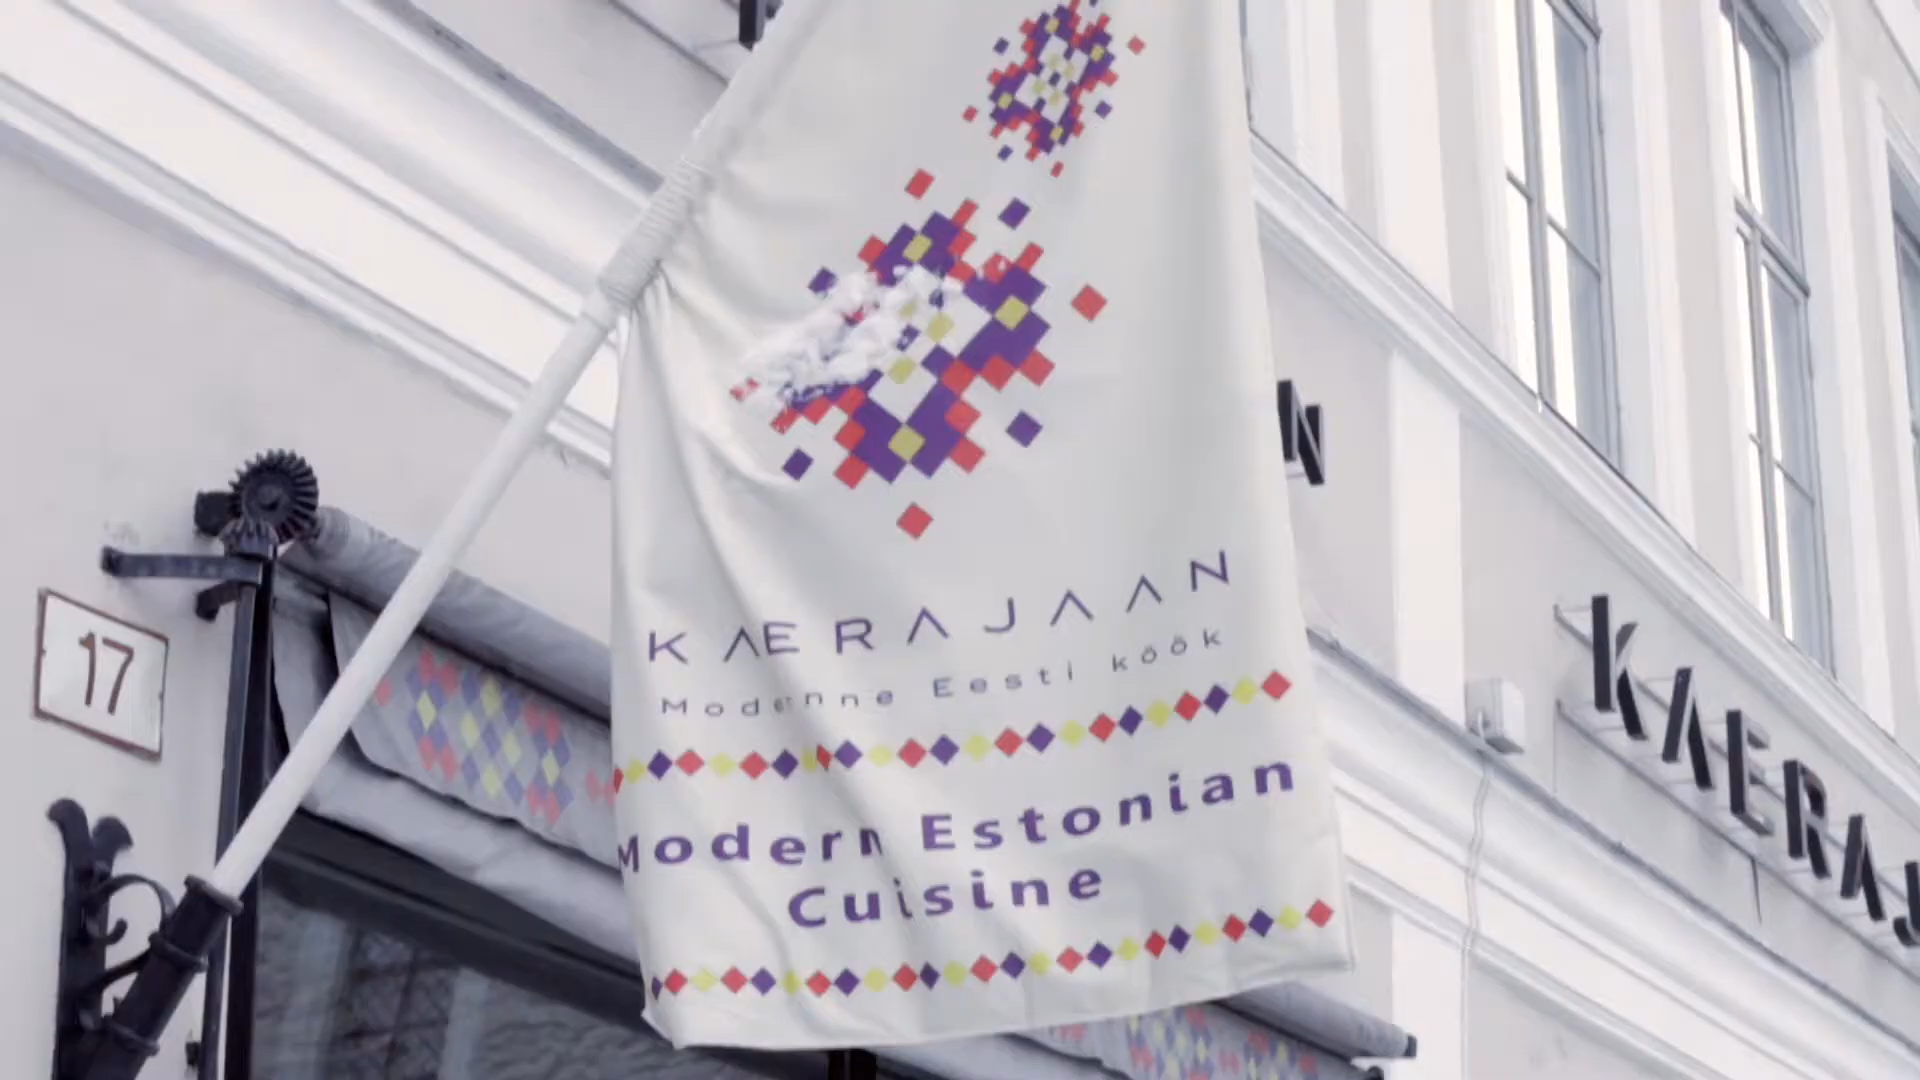 17
KAERAJAAN
Moderne Eesti köök
Modern Estonian
Cuisine
N
KAERAJ